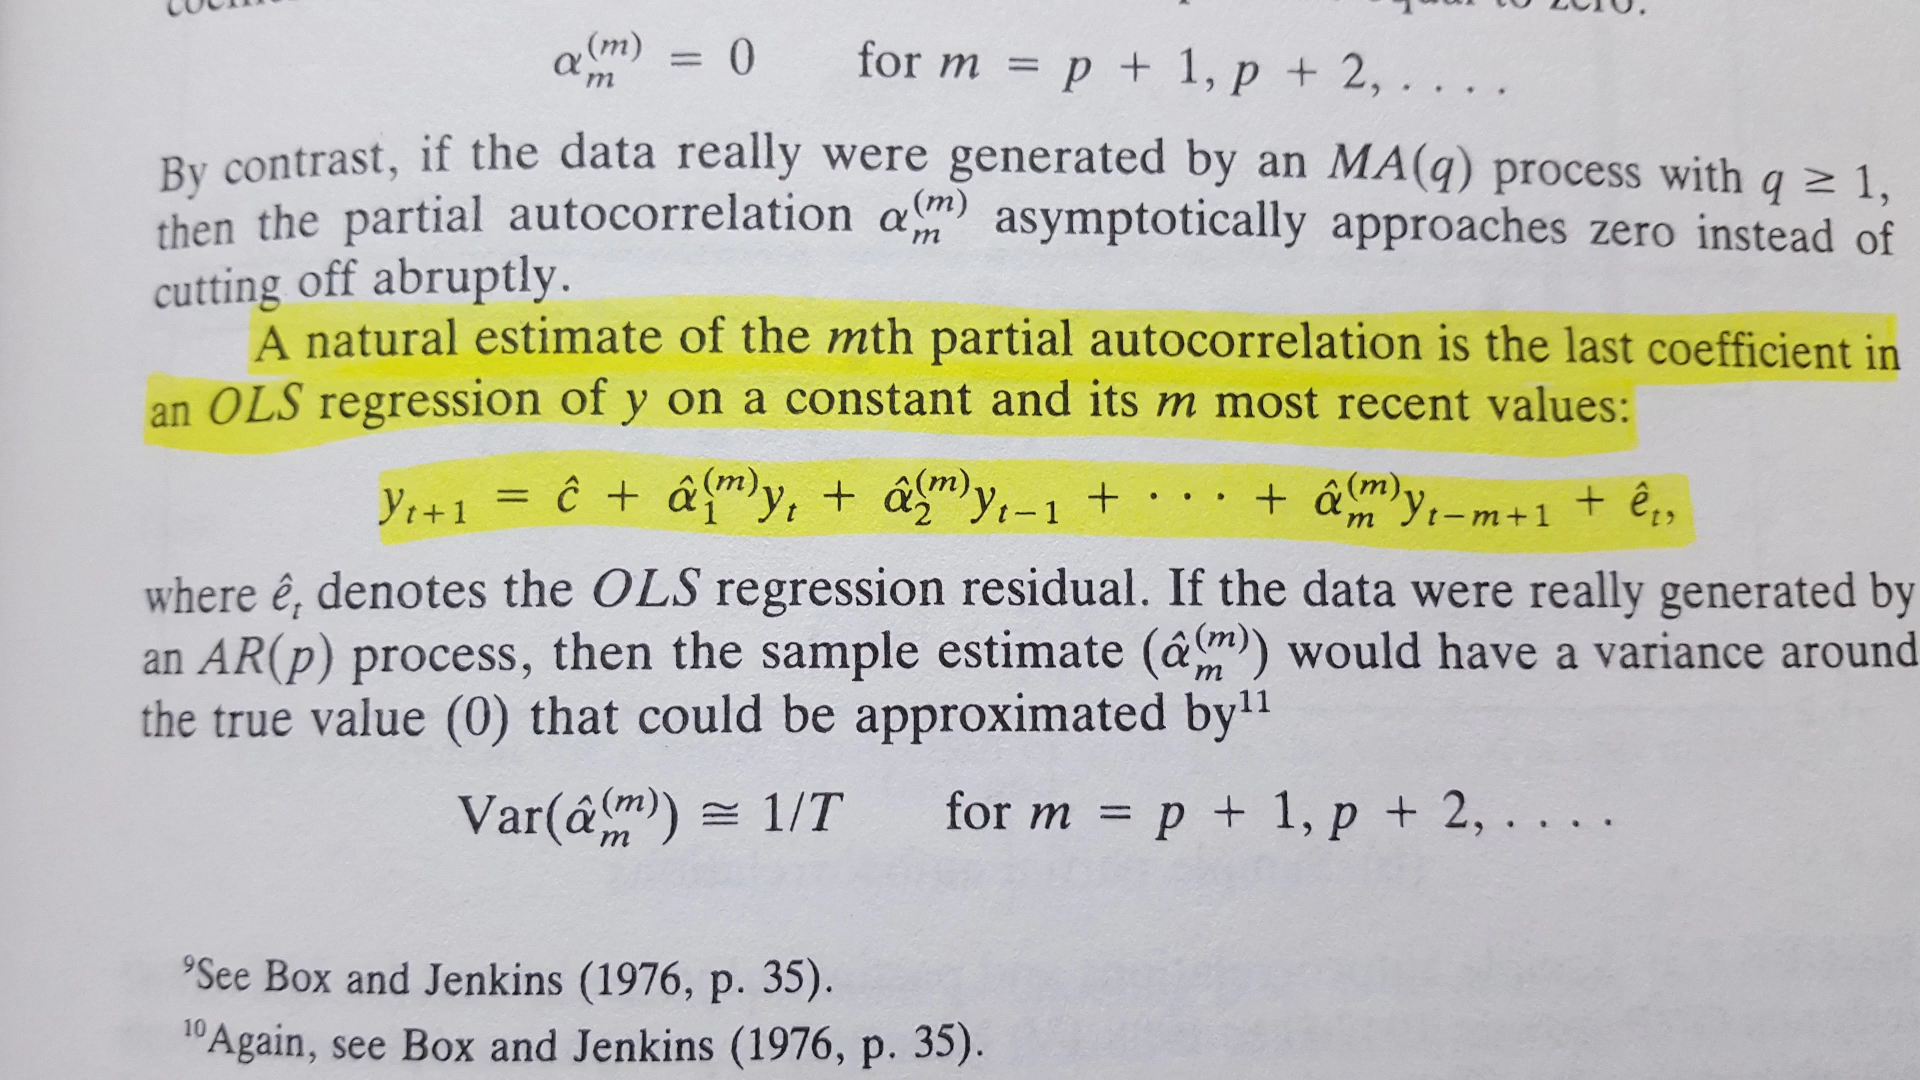 α_m^(m) = 0 for m = p + 1, p + 2, . . . .
By contrast, if the data really were generated by an MA(q) process with q ≥ 1,
then the partial autocorrelation α_m^(m) asymptotically approaches zero instead of
cutting off abruptly.
A natural estimate of the mth partial autocorrelation is the last coefficient in
an OLS regression of y on a constant and its m most recent values:
y_{t+1} = ĉ + α̂_1^(m) y_t + α̂_2^(m) y_{t−1} + · · · + α̂_m^(m) y_{t−m+1} + ê_t,
where ê_t denotes the OLS regression residual. If the data were really generated by
an AR(p) process, then the sample estimate (α̂_m^(m)) would have a variance around
the true value (0) that could be approximated by¹¹
Var(α̂_m^(m)) ≅ 1/T for m = p + 1, p + 2, . . . .
⁹See Box and Jenkins (1976, p. 35).
¹⁰Again, see Box and Jenkins (1976, p. 35).